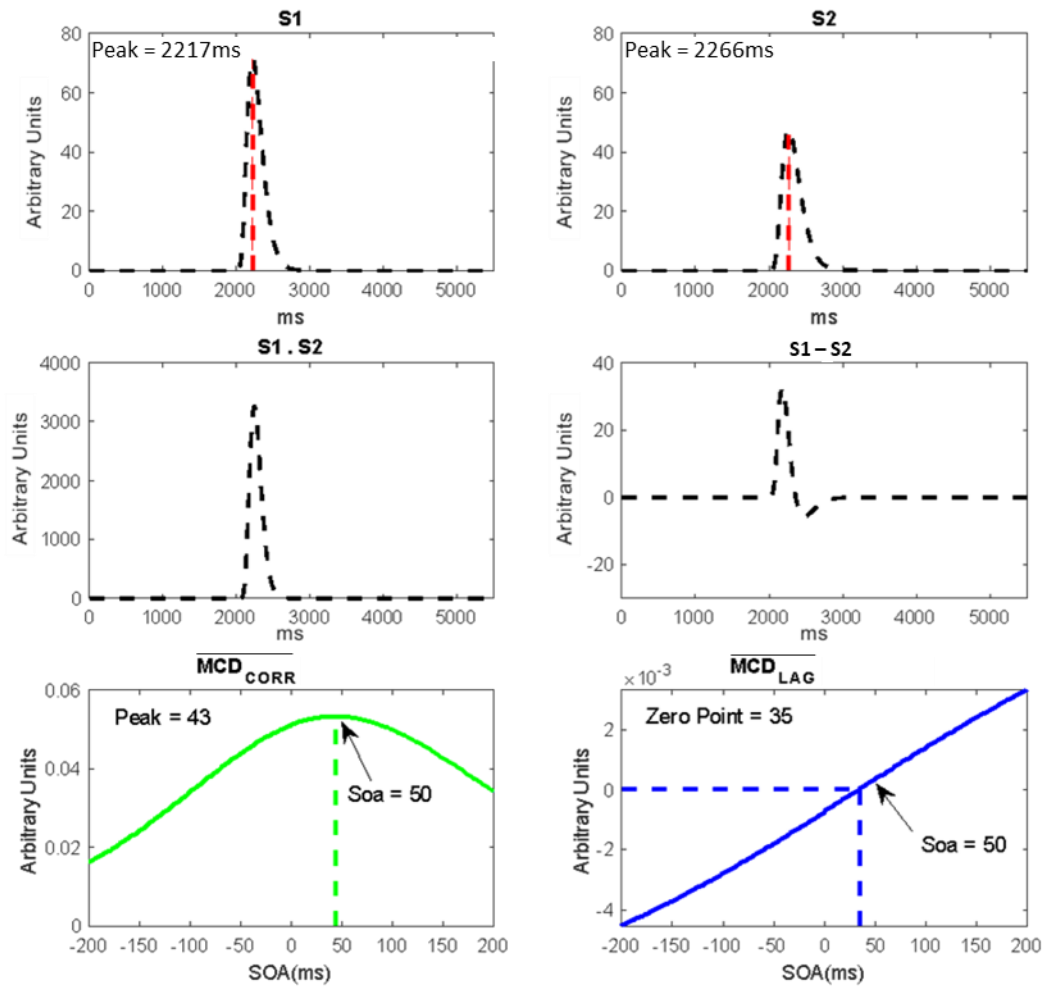 S1
Peak = 2217ms
80
60
40
20
0
Arbitrary Units
0 1000 2000 3000 4000 5000
ms
S2
Peak = 2266ms
80
60
40
20
0
Arbitrary Units
0 1000 2000 3000 4000 5000
ms
S1 . S2
4000
3000
2000
1000
0
Arbitrary Units
0 1000 2000 3000 4000 5000
ms
S1 – S2
40
20
0
-20
Arbitrary Units
0 1000 2000 3000 4000 5000
ms
MCD CORR
0.06
0.04
0.02
0
Arbitrary Units
Peak = 43
Soa = 50
-200 -150 -100 -50 0 50 100 150 200
SOA(ms)
MCD LAG
×10-3
2
0
-2
-4
Arbitrary Units
Zero Point = 35
Soa = 50
-200 -150 -100 -50 0 50 100 150 200
SOA(ms)